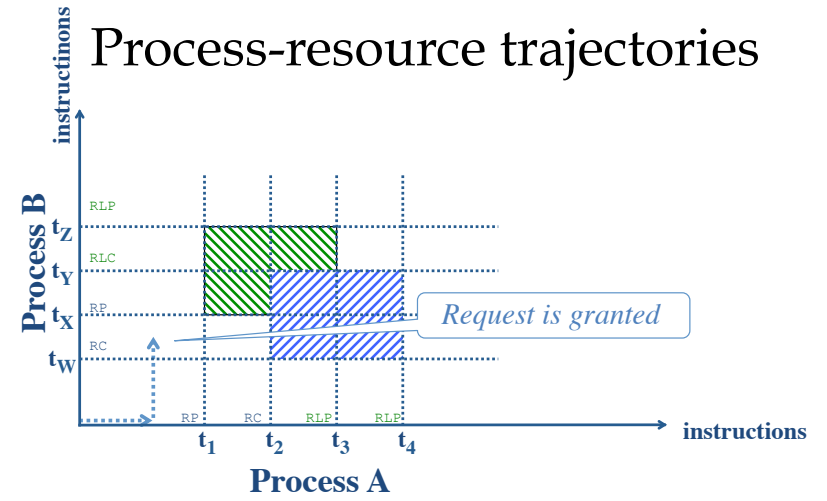 Process-resource trajectories
instructinons
Process B
RLP
tZ
RLC
tY
RP
tX
Request is granted
RC
tW
RP RC RLP RLP
t1 t2 t3 t4
instructions
Process A